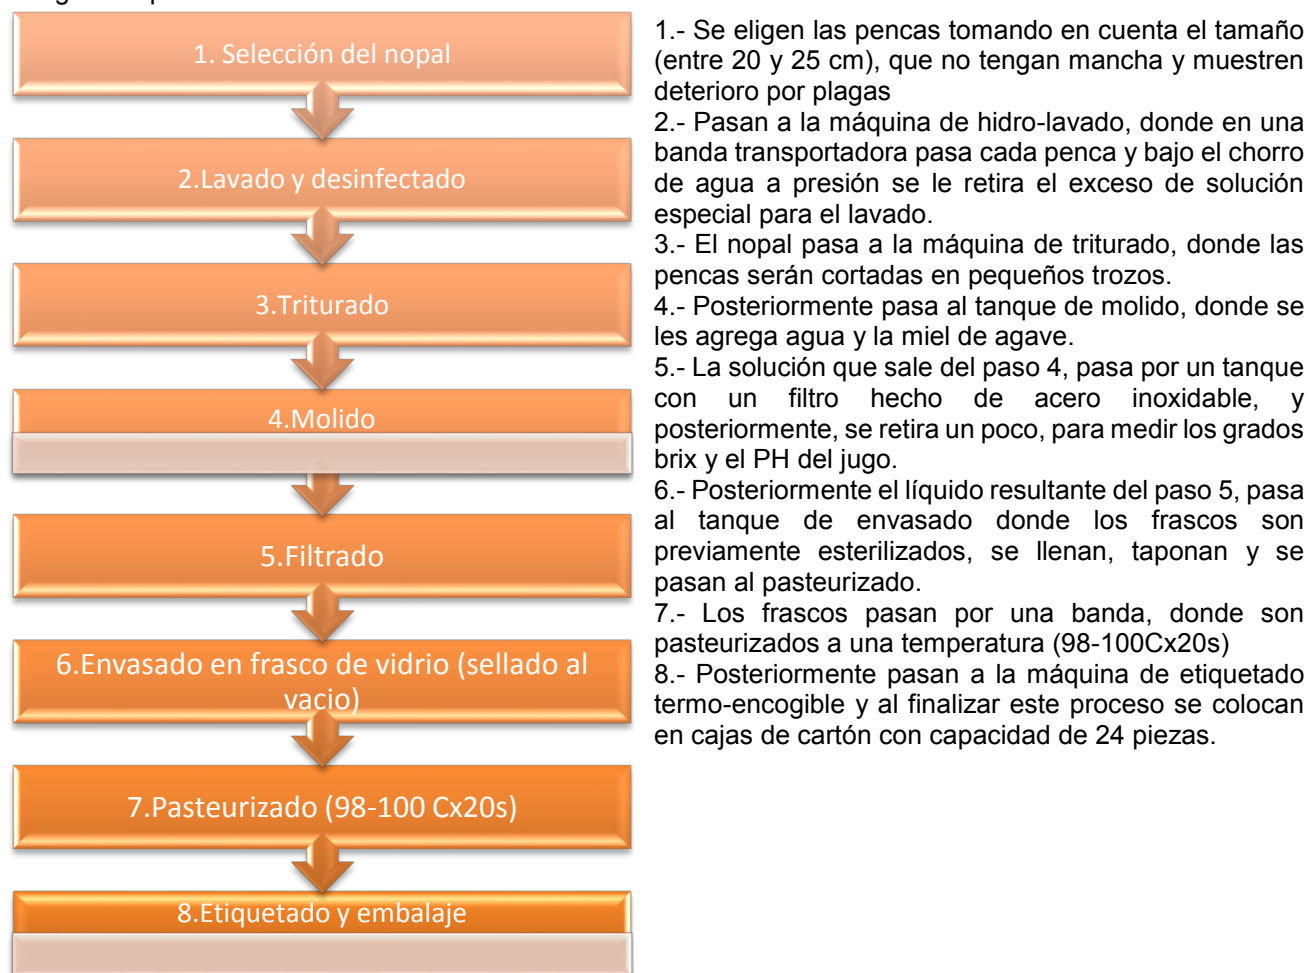 1. Selección del nopal
2.Lavado y desinfectado
3.Triturado
4.Molido
5.Filtrado
6.Envasado en frasco de vidrio (sellado al
vacio)
7.Pasteurizado (98-100 Cx20s)
8.Etiquetado y embalaje
1.- Se eligen las pencas tomando en cuenta el tamaño
(entre 20 y 25 cm), que no tengan mancha y muestren
deterioro por plagas
2.- Pasan a la máquina de hidro-lavado, donde en una
banda transportadora pasa cada penca y bajo el chorro
de agua a presión se le retira el exceso de solución
especial para el lavado.
3.- El nopal pasa a la máquina de triturado, donde las
pencas serán cortadas en pequeños trozos.
4.- Posteriormente pasa al tanque de molido, donde se
les agrega agua y la miel de agave.
5.- La solución que sale del paso 4, pasa por un tanque
con un filtro hecho de acero inoxidable, y
posteriormente, se retira un poco, para medir los grados
brix y el PH del jugo.
6.- Posteriormente el líquido resultante del paso 5, pasa
al tanque de envasado donde los frascos son
previamente esterilizados, se llenan, taponan y se
pasan al pasteurizado.
7.- Los frascos pasan por una banda, donde son
pasteurizados a una temperatura (98-100Cx20s)
8.- Posteriormente pasan a la máquina de etiquetado
termo-encogible y al finalizar este proceso se colocan
en cajas de cartón con capacidad de 24 piezas.